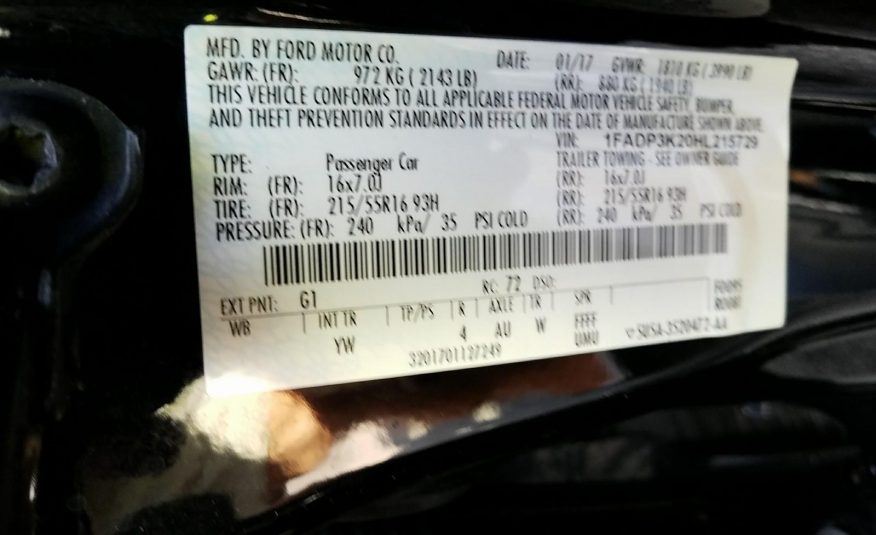 MFD. BY FORD MOTOR CO. DATE: 01/17 GVWR: 1810 KG ( 3990 LB)
GAWR: (FR): 972 KG ( 2143 LB) (RR): 880 KG ( 1940 LB)
THIS VEHICLE CONFORMS TO ALL APPLICABLE FEDERAL MOTOR VEHICLE SAFETY, BUMPER,
AND THEFT PREVENTION STANDARDS IN EFFECT ON THE DATE OF MANUFACTURE SHOWN ABOVE.
VIN: 1FADP3K20HL215729
TYPE: Passenger Car TRAILER TOWING - SEE OWNER GUIDE
RIM: (FR): 16x7.0J (RR): 16x7.0J
TIRE: (FR): 215/55R16 93H (RR): 215/55R16 93H
PRESSURE: (FR): 240 kPa/ 35 PSI COLD (RR): 240 kPa/ 35 PSI COLD
EXT PNT: G1 RC: 72 DSO:
WB INT TR TP/PS R AXLE TR SPR
YW 4 AU W FFFF
UMU
3201701127249